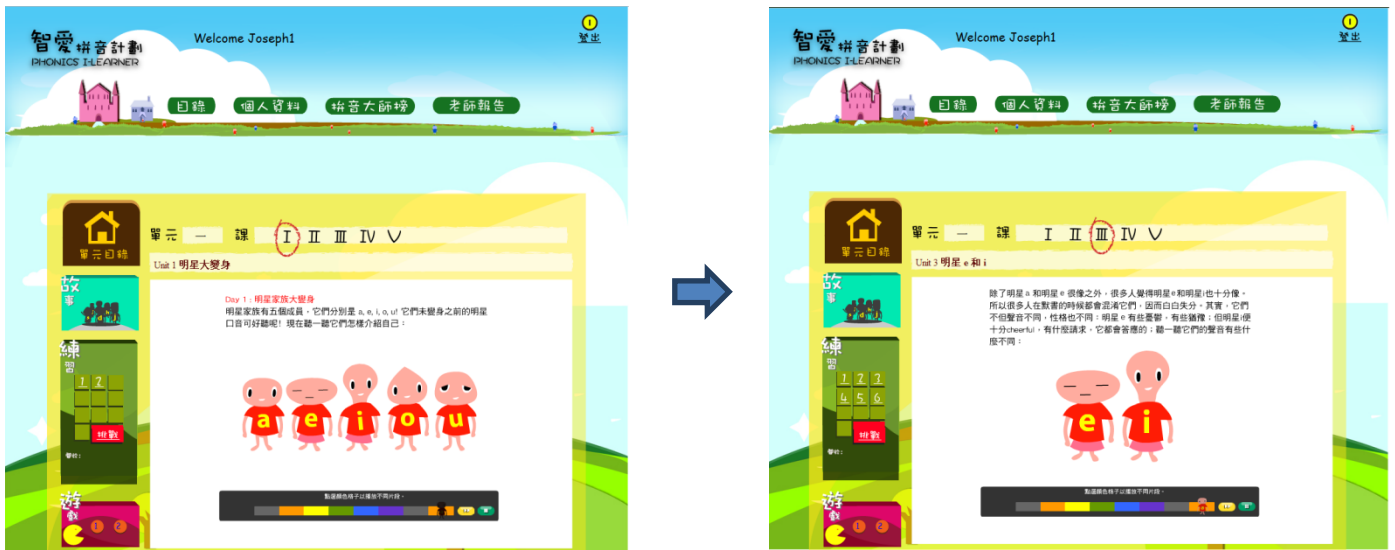 智愛拼音計劃
PHONICS I-LEARNER
Welcome Joseph1
登出
目錄 個人資料 拼音大師榜 老師報告
單元目錄
單元 一 課 I II III IV V
Unit 1 明星大變身
故事
Day 1：明星家族大變身
明星家族有五個成員，它們分別是 a, e, i, o, u! 它們未變身之前的明星
口音可好聽呢！現在聽一聽它們怎樣介紹自己：
練習
1 2
挑戰
a e i o u
點選顏色格子以播放不同片段。
遊戲
1 2
智愛拼音計劃
PHONICS I-LEARNER
Welcome Joseph1
登出
目錄 個人資料 拼音大師榜 老師報告
單元目錄
單元 一 課 I II III IV V
Unit 3 明星 e 和 i
故事
除了明星 a 和明星 e 很像之外，很多人覺得明星e和明星i也十分像。
所以很多人在默書的時候都會混淆它們，因而白白失分。其實，它們
不但聲音不同，性格也不同：明星 e 有些憂鬱，有些猶豫；但明星i便
十分cheerful，有什麼請求，它都會答應的；聽一聽它們的聲音有些什
麼不同：
練習
1 2 3
4 5 6
挑戰
e i
點選顏色格子以播放不同片段。
遊戲
1 2